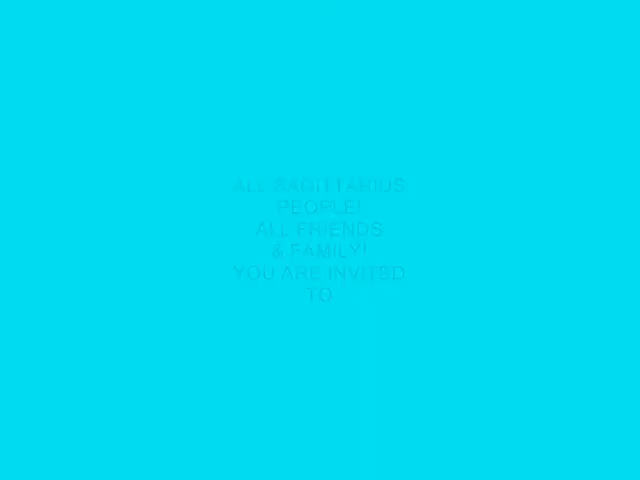 ALL SAGITTARIUS
PEOPLE!
ALL FRIENDS
& FAMILY!
YOU ARE INVITED
TO